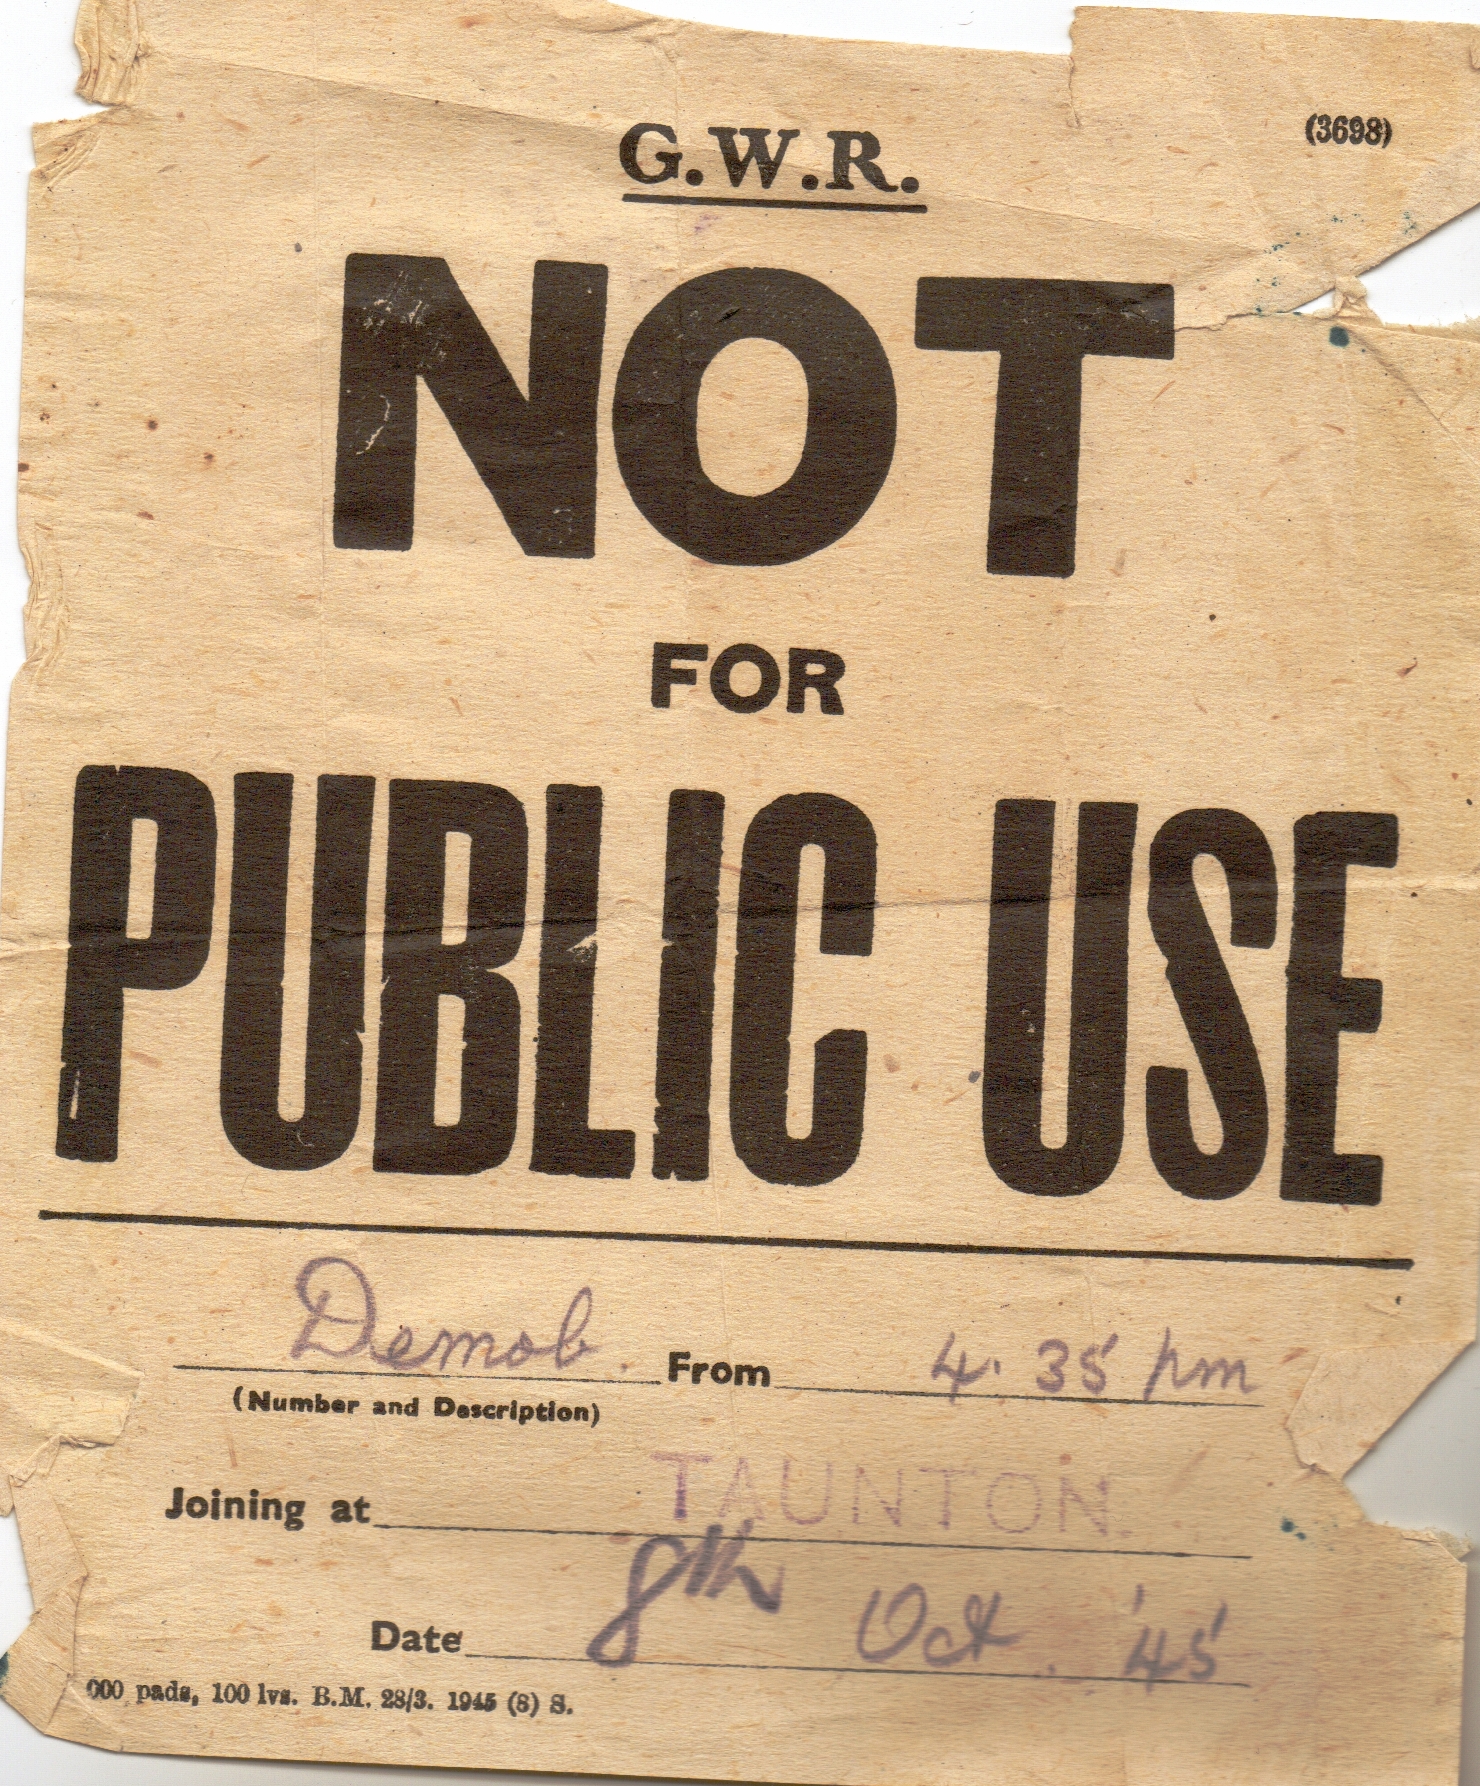 G.W.R.
(3698)
NOT
FOR
PUBLIC USE
Demob. From 4.35 pm
(Number and Description)
Joining at TAUNTON.
Date 8th Oct. '45
000 pads, 100 lvs. B.M. 28/3. 1945 (8) S.